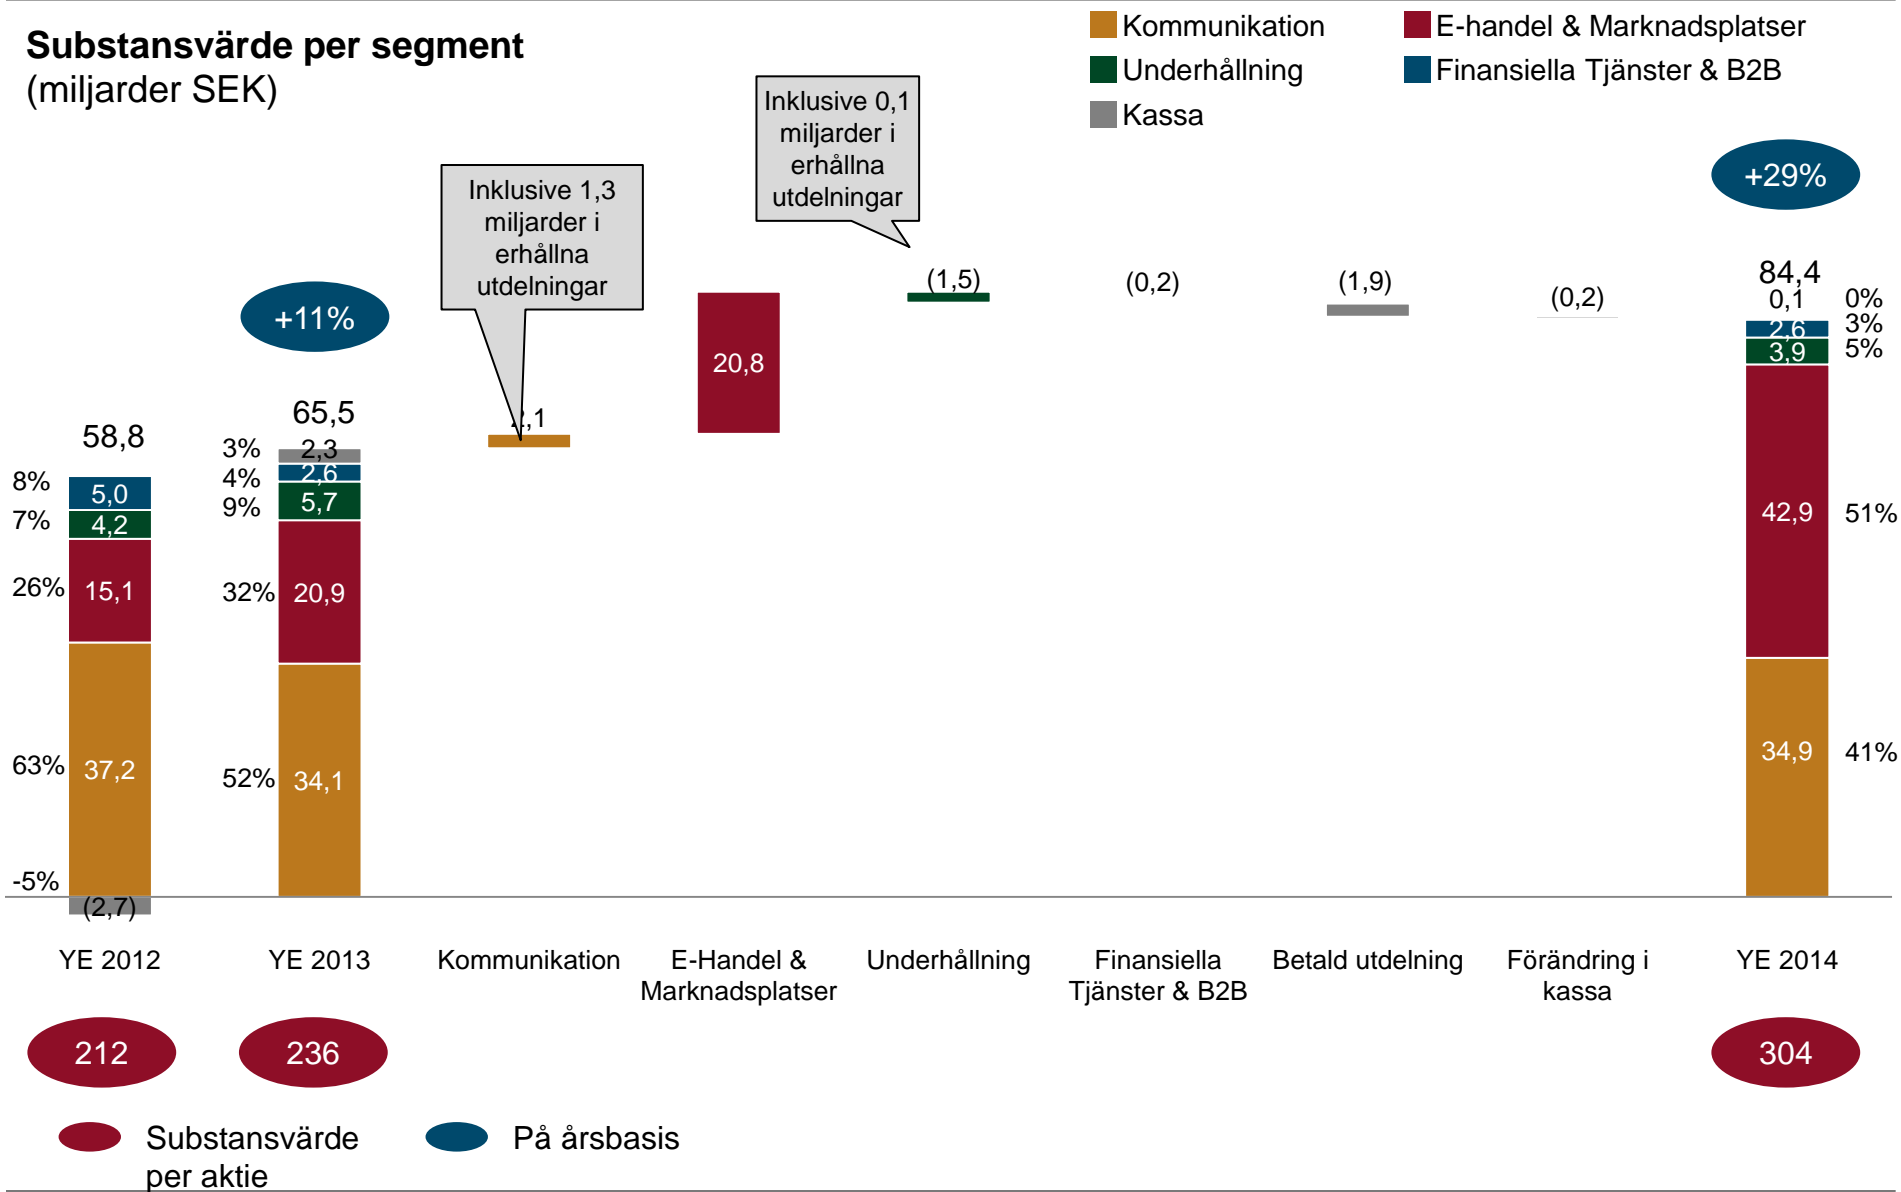 Substansvärde per segment
(miljarder SEK)
Kommunikation
E-handel & Marknadsplatser
Underhållning
Finansiella Tjänster & B2B
Kassa
Inklusive 0,1
miljarder i
erhållna
utdelningar
Inklusive 1,3
miljarder i
erhållna
utdelningar
+29%
+11%
58,8
8%
5,0
7%
4,2
26%
15,1
63%
37,2
-5%
(2,7)
65,5
3%
2,3
4%
2,6
9%
5,7
32%
20,9
52%
34,1
20,8
(1,5)
(0,2)
(1,9)
(0,2)
84,4
0,1
0%
2,6
3%
3,9
5%
42,9
51%
34,9
41%
YE 2012
YE 2013
Kommunikation
E-Handel &
Marknadsplatser
Underhållning
Finansiella
Tjänster & B2B
Betald utdelning
Förändring i
kassa
YE 2014
212
236
304
Substansvärde
per aktie
På årsbasis